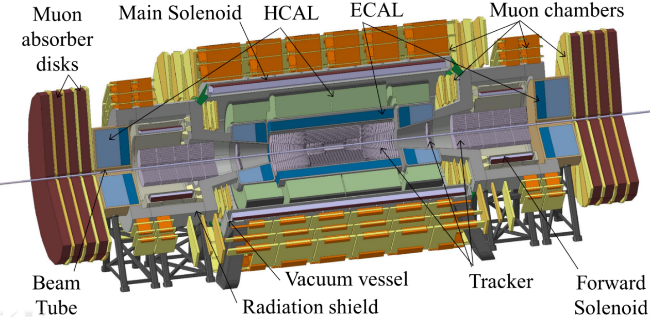 Muon
absorber
disks
Main Solenoid
HCAL
ECAL
Muon chambers
Beam
Tube
Vacuum vessel
Radiation shield
Tracker
Forward
Solenoid